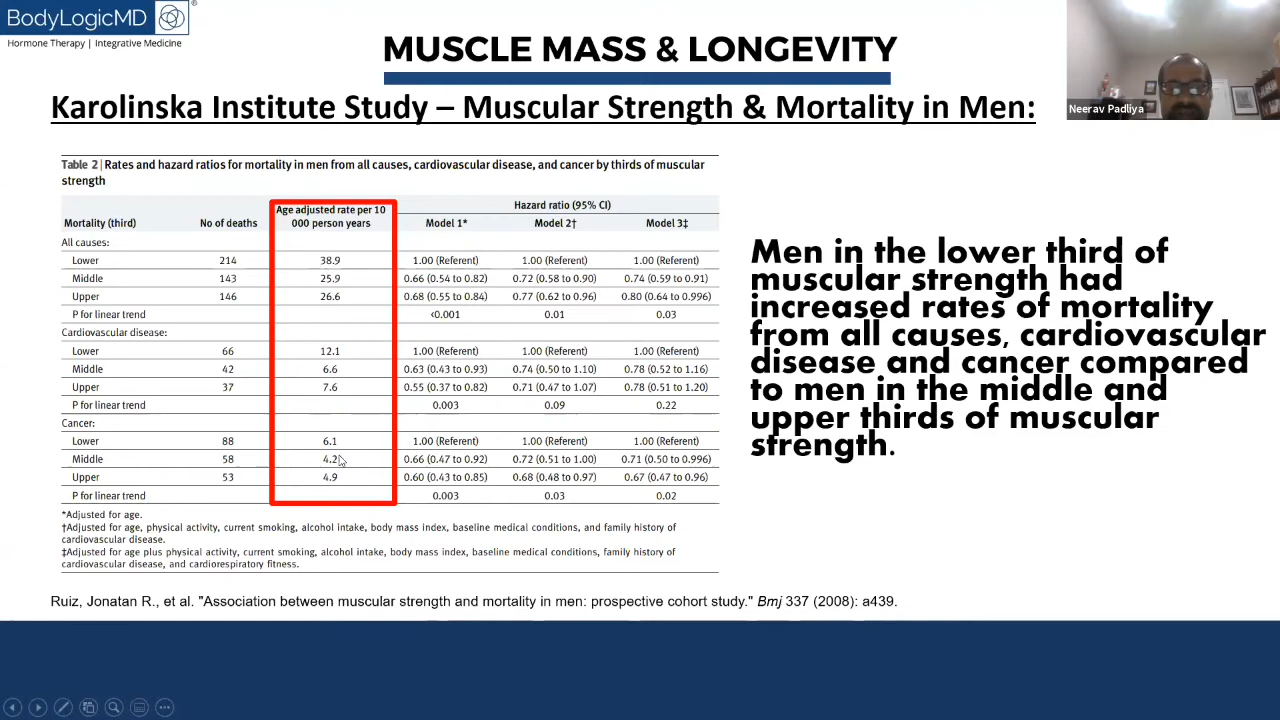 BodyLogicMD
®
Hormone Therapy | Integrative Medicine
MUSCLE MASS & LONGEVITY
Neerav Padliya
Karolinska Institute Study – Muscular Strength & Mortality in Men:
Table 2 | Rates and hazard ratios for mortality in men from all causes, cardiovascular disease, and cancer by thirds of muscular
strength
Age adjusted rate per 10 Hazard ratio (95% CI)
Mortality (third) No of deaths 000 person years Model 1* Model 2† Model 3‡
All causes:
Lower 214 38.9 1.00 (Referent) 1.00 (Referent) 1.00 (Referent)
Middle 143 25.9 0.66 (0.54 to 0.82) 0.72 (0.58 to 0.90) 0.74 (0.59 to 0.91)
Upper 146 26.6 0.68 (0.55 to 0.84) 0.77 (0.62 to 0.96) 0.80 (0.64 to 0.996)
P for linear trend <0.001 0.01 0.03
Cardiovascular disease:
Lower 66 12.1 1.00 (Referent) 1.00 (Referent) 1.00 (Referent)
Middle 42 6.6 0.63 (0.43 to 0.93) 0.74 (0.50 to 1.10) 0.78 (0.52 to 1.16)
Upper 37 7.6 0.55 (0.37 to 0.82) 0.71 (0.47 to 1.07) 0.78 (0.51 to 1.20)
P for linear trend 0.003 0.09 0.22
Cancer:
Lower 88 6.1 1.00 (Referent) 1.00 (Referent) 1.00 (Referent)
Middle 58 4.2 0.66 (0.47 to 0.92) 0.72 (0.51 to 1.00) 0.71 (0.50 to 0.996)
Upper 53 4.9 0.60 (0.43 to 0.85) 0.68 (0.48 to 0.97) 0.67 (0.47 to 0.96)
P for linear trend 0.003 0.03 0.02
*Adjusted for age.
†Adjusted for age, physical activity, current smoking, alcohol intake, body mass index, baseline medical conditions, and family history of
cardiovascular disease.
‡Adjusted for age plus physical activity, current smoking, alcohol intake, body mass index, baseline medical conditions, family history of
cardiovascular disease, and cardiorespiratory fitness.
Men in the lower third of
muscular strength had
increased rates of mortality
from all causes, cardiovascular
disease and cancer compared
to men in the middle and
upper thirds of muscular
strength.
Ruiz, Jonatan R., et al. "Association between muscular strength and mortality in men: prospective cohort study." Bmj 337 (2008): a439.